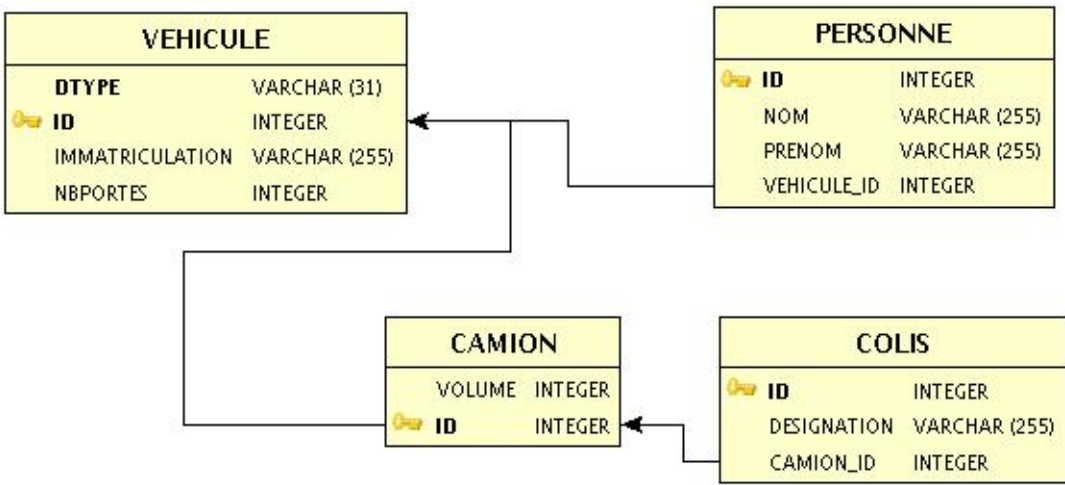 VEHICULE
DTYPE VARCHAR (31)
ID INTEGER
IMMATRICULATION VARCHAR (255)
NBPORTES INTEGER
PERSONNE
ID INTEGER
NOM VARCHAR (255)
PRENOM VARCHAR (255)
VEHICULE_ID INTEGER
CAMION
VOLUME INTEGER
ID INTEGER
COLIS
ID INTEGER
DESIGNATION VARCHAR (255)
CAMION_ID INTEGER